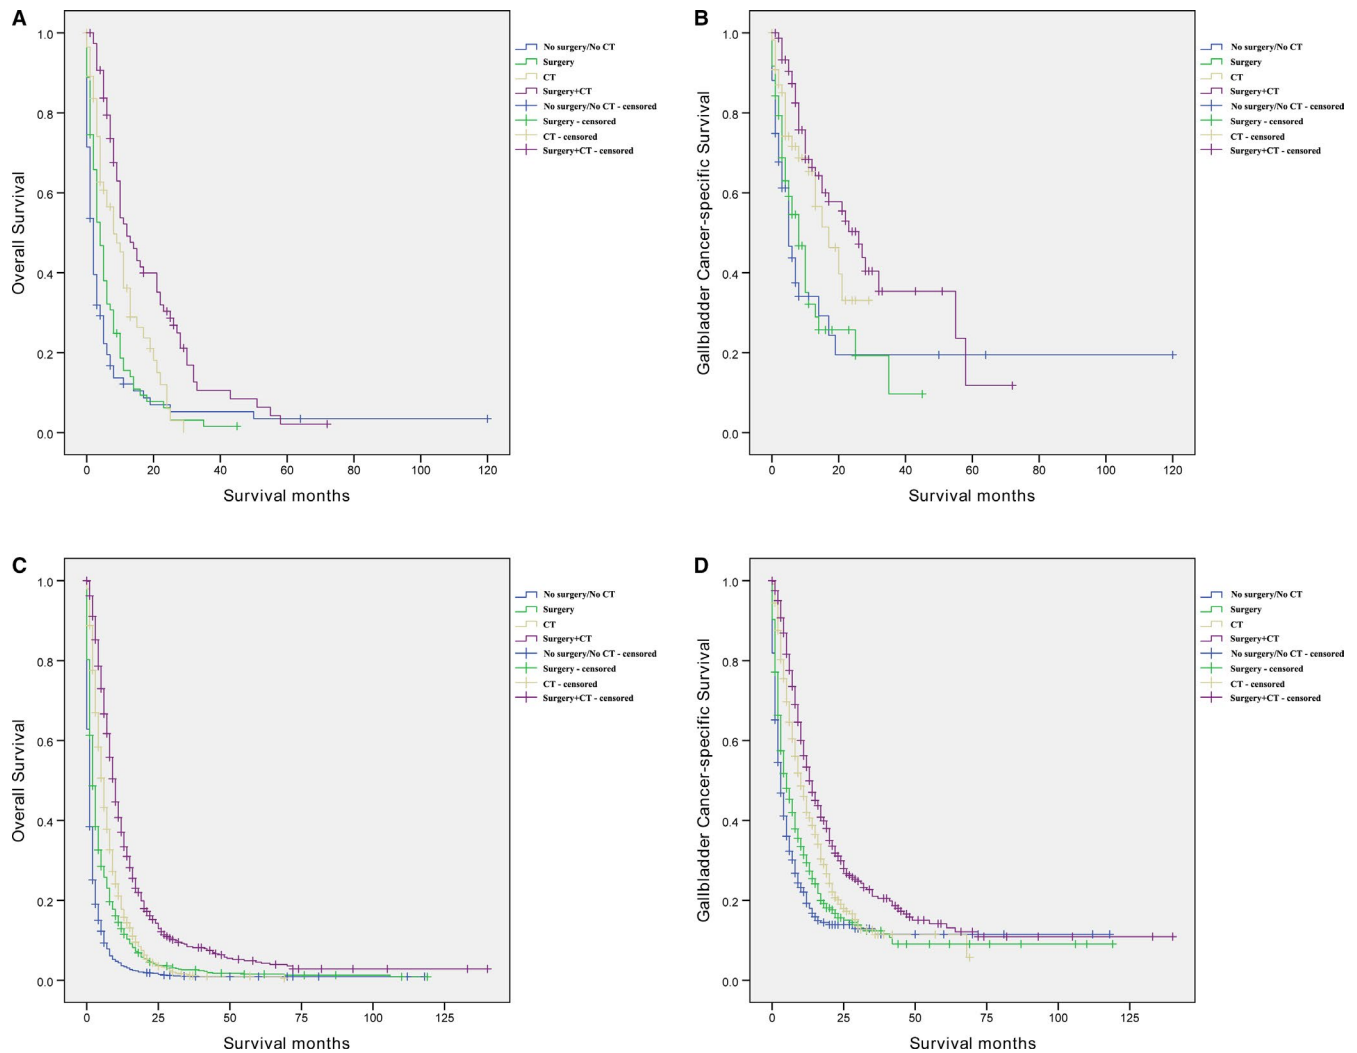 A
Overall Survival
1.0
0.8
0.6
0.4
0.2
0.0
0 20 40 60 80 100 120
Survival months
No surgery/No CT
Surgery
CT
Surgery+CT
No surgery/No CT - censored
Surgery - censored
CT - censored
Surgery+CT - censored
B
Gallbladder Cancer-specific Survival
1.0
0.8
0.6
0.4
0.2
0.0
0 20 40 60 80 100 120
Survival months
No surgery/No CT
Surgery
CT
Surgery+CT
No surgery/No CT - censored
Surgery - censored
CT - censored
Surgery+CT - censored
C
Overall Survival
1.0
0.8
0.6
0.4
0.2
0.0
0 25 50 75 100 125
Survival months
No surgery/No CT
Surgery
CT
Surgery+CT
No surgery/No CT - censored
Surgery - censored
CT - censored
Surgery+CT - censored
D
Gallbladder Cancer-specific Survival
1.0
0.8
0.6
0.4
0.2
0.0
0 25 50 75 100 125
Survival months
No surgery/No CT
Surgery
CT
Surgery+CT
No surgery/No CT - censored
Surgery - censored
CT - censored
Surgery+CT - censored